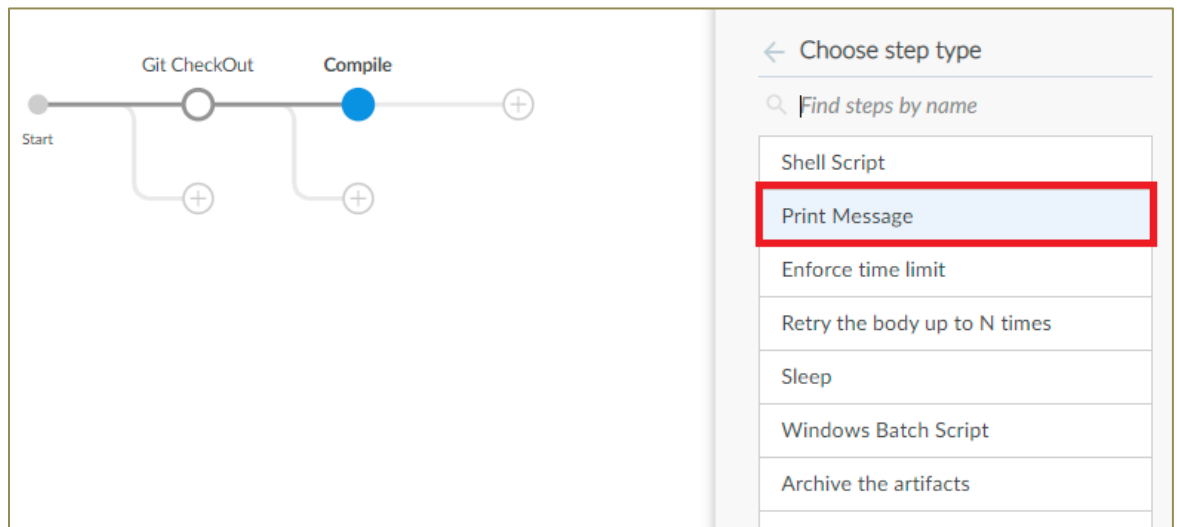 Git CheckOut
Compile
Start
Choose step type
Find steps by name
Shell Script
Print Message
Enforce time limit
Retry the body up to N times
Sleep
Windows Batch Script
Archive the artifacts